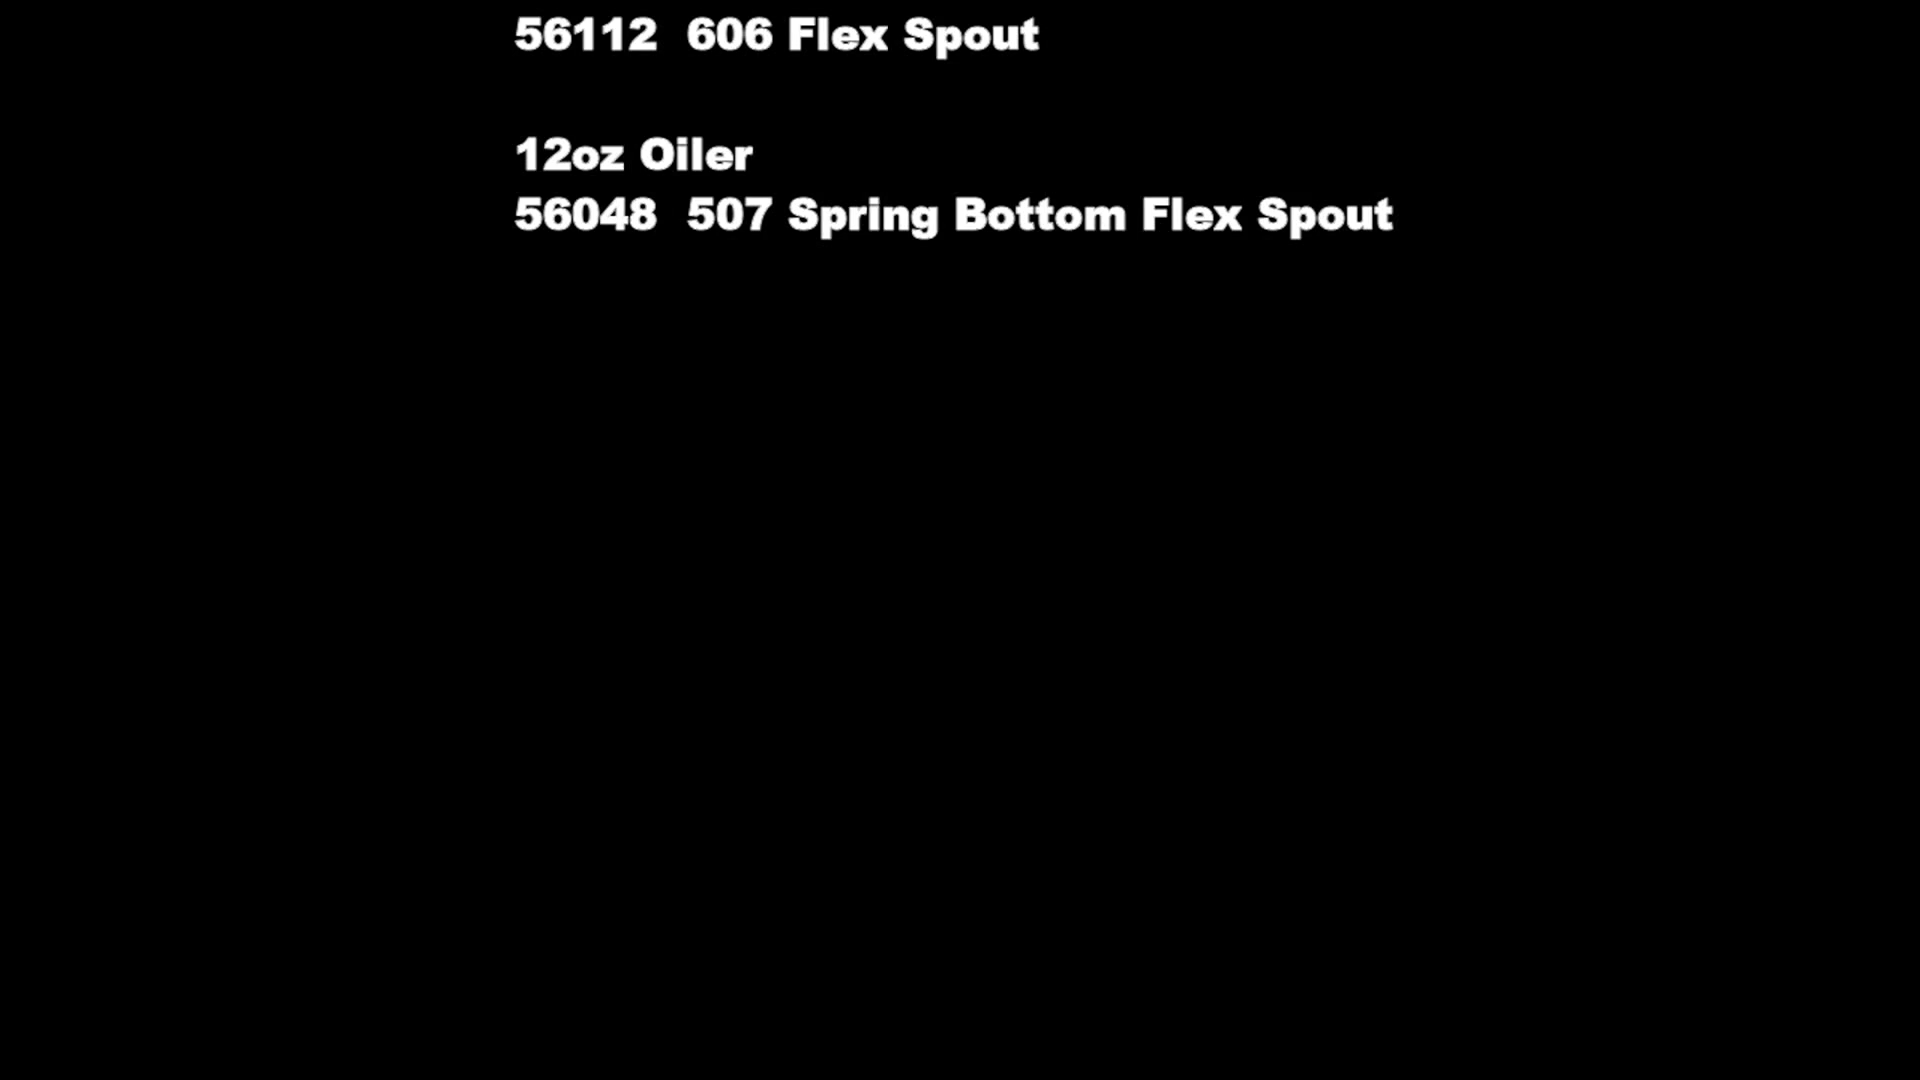 56112  606 Flex Spout
12oz Oiler
56048  507 Spring Bottom Flex Spout